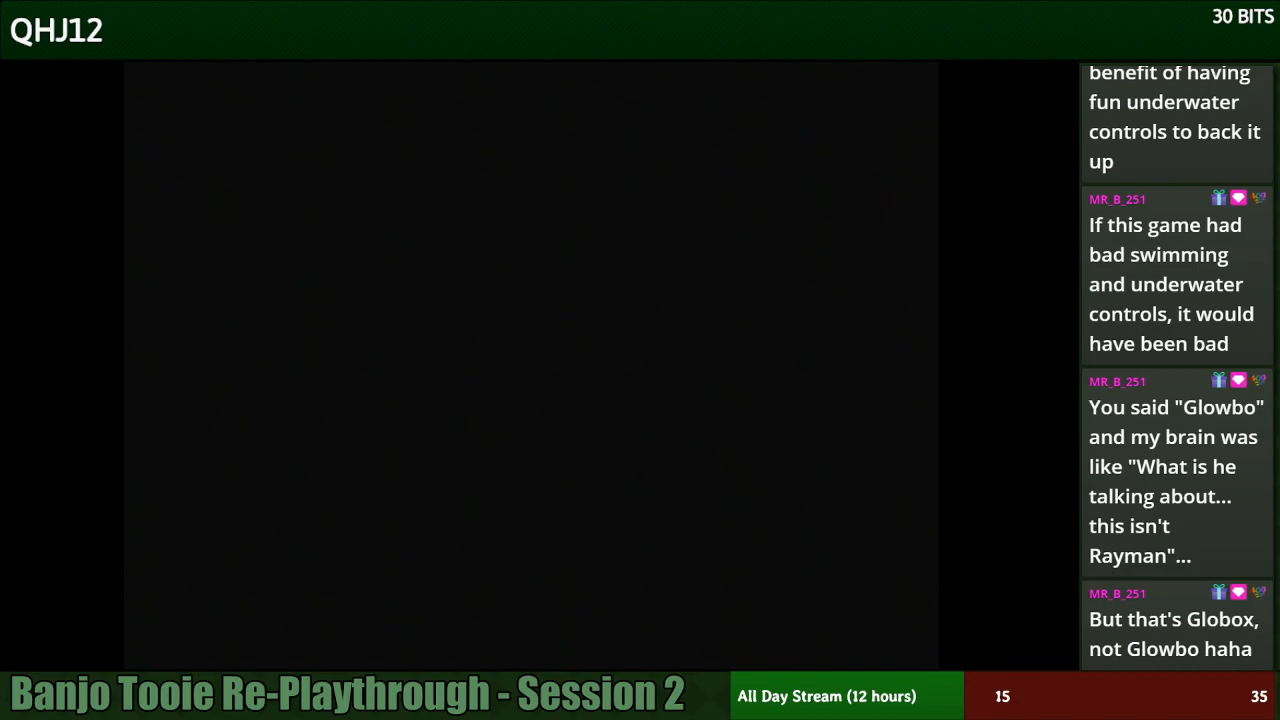 QHJ12
30 BITS
benefit of having
fun underwater
controls to back it
up
MR_B_251
If this game had
bad swimming
and underwater
controls, it would
have been bad
MR_B_251
You said "Glowbo"
and my brain was
like "What is he
talking about...
this isn't
Rayman"...
MR_B_251
But that's Globox,
not Glowbo haha
Banjo Tooie Re-Playthrough - Session 2
All Day Stream (12 hours)
15
35